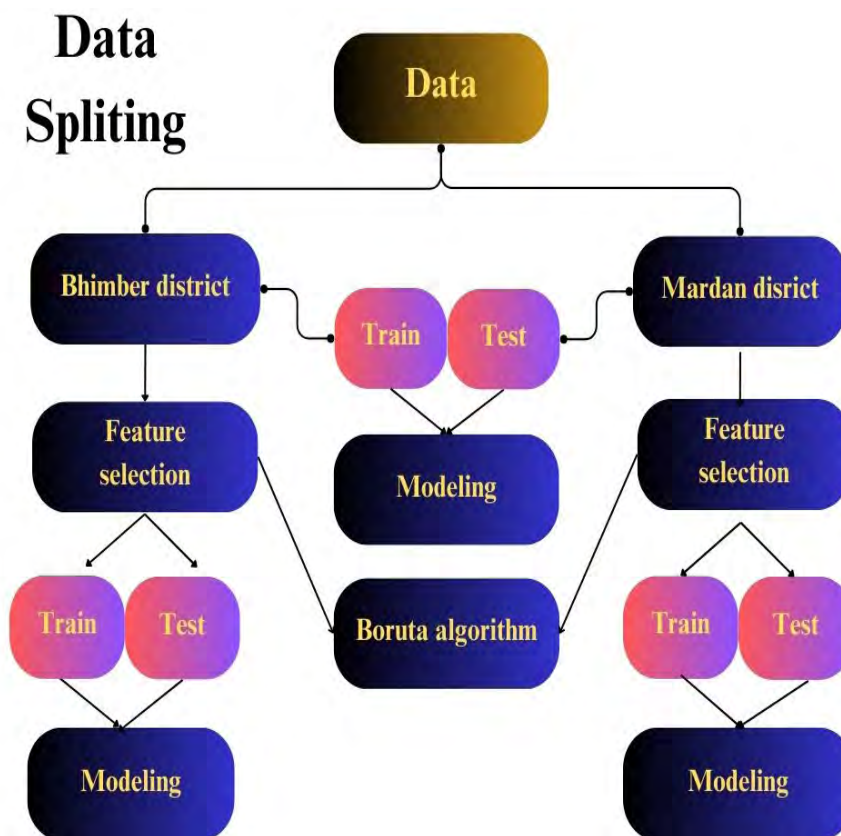 Data
Spliting
Data
Bhimber district
Mardan disrict
Train
Test
Feature
selection
Modeling
Feature
selection
Train
Test
Boruta algorithm
Train
Test
Modeling
Modeling